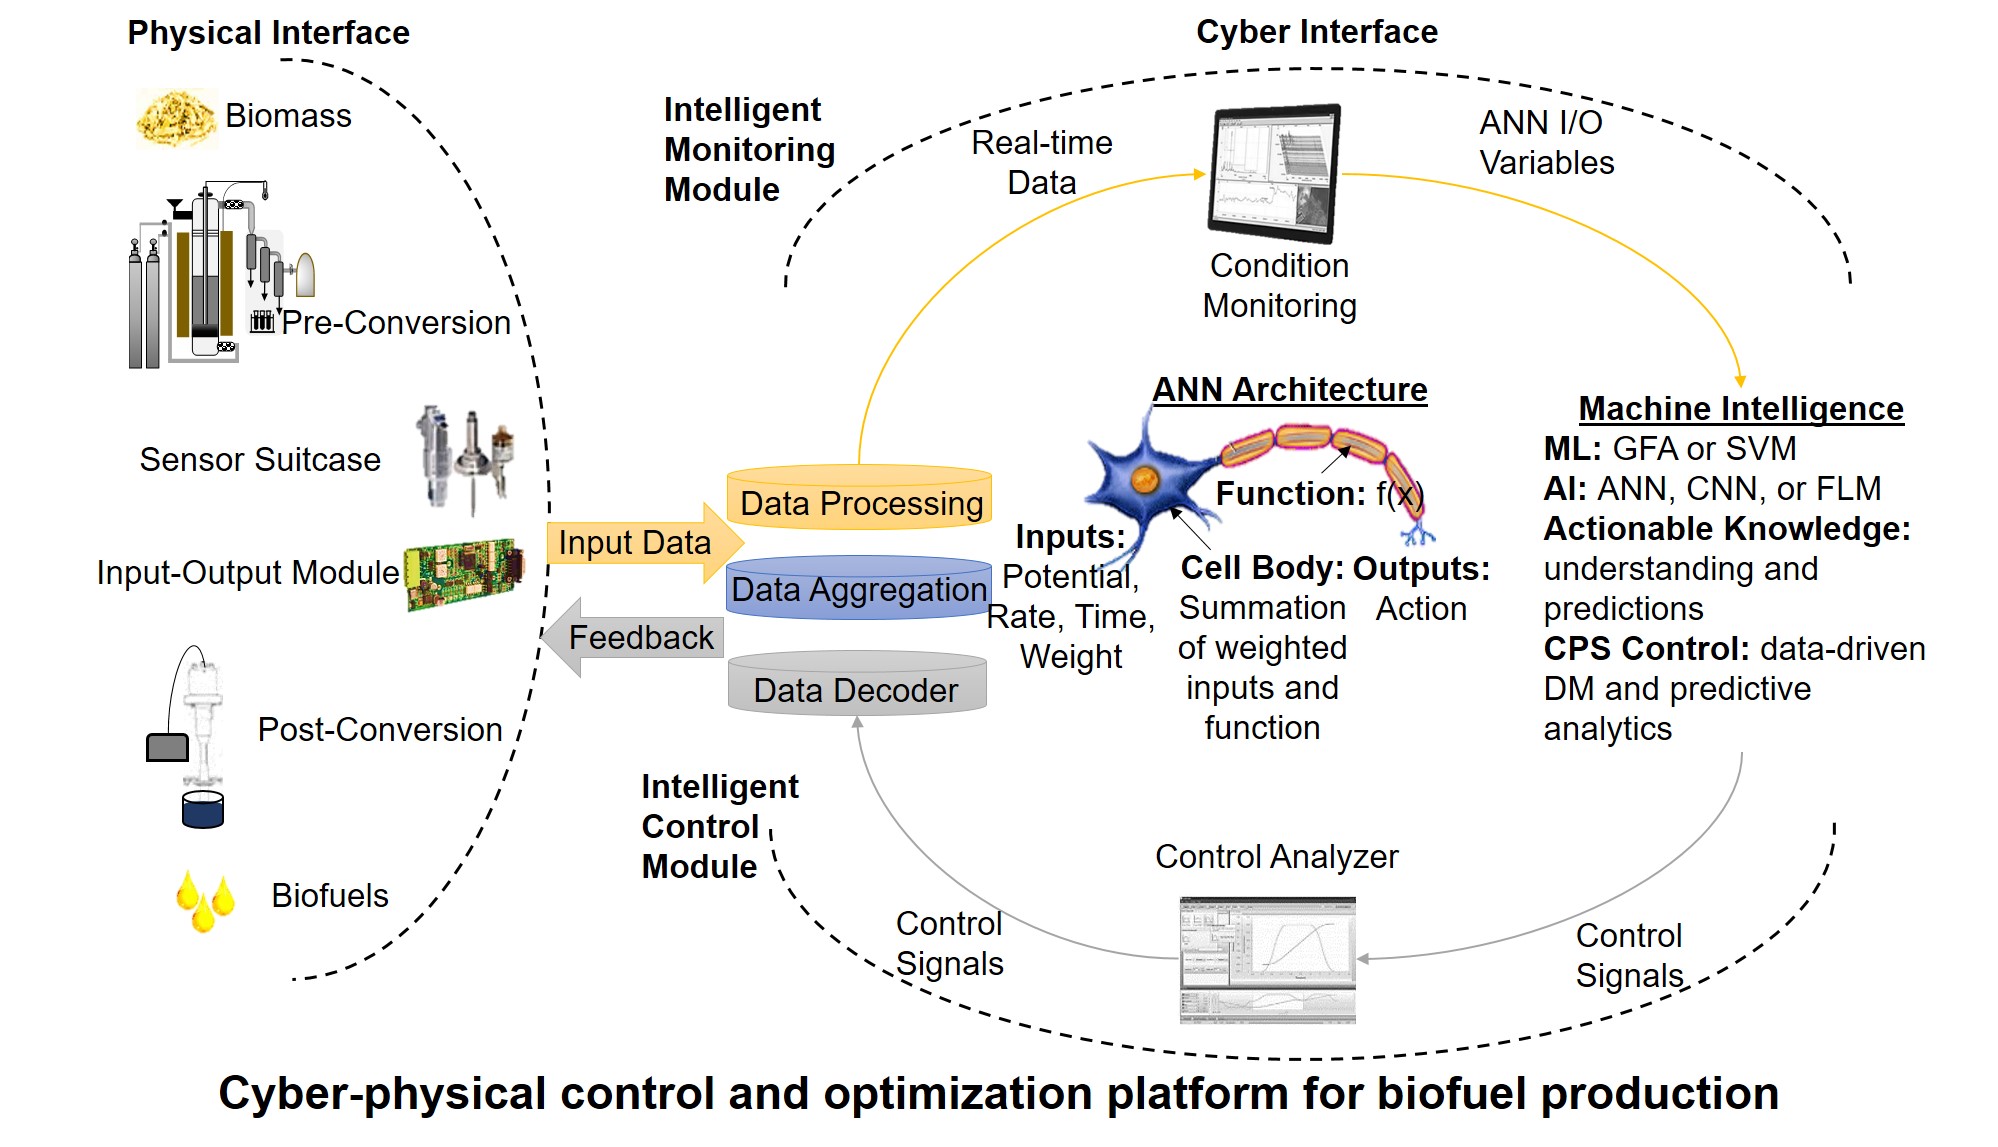 Physical Interface
Biomass
Pre-Conversion
Sensor Suitcase
Input-Output Module
Post-Conversion
Biofuels
Input Data
Feedback
Cyber Interface
Intelligent
Monitoring
Module
Real-time
Data
Condition
Monitoring
ANN I/O
Variables
Data Processing
Data Aggregation
Data Decoder
ANN Architecture
Function: f(x)
Inputs:
Potential,
Rate, Time,
Weight
Cell Body:
Summation
of weighted
inputs and
function
Outputs:
Action
Machine Intelligence
ML: GFA or SVM
AI: ANN, CNN, or FLM
Actionable Knowledge:
understanding and
predictions
CPS Control: data-driven
DM and predictive
analytics
Intelligent
Control
Module
Control
Signals
Control Analyzer
Control
Signals
Cyber-physical control and optimization platform for biofuel production